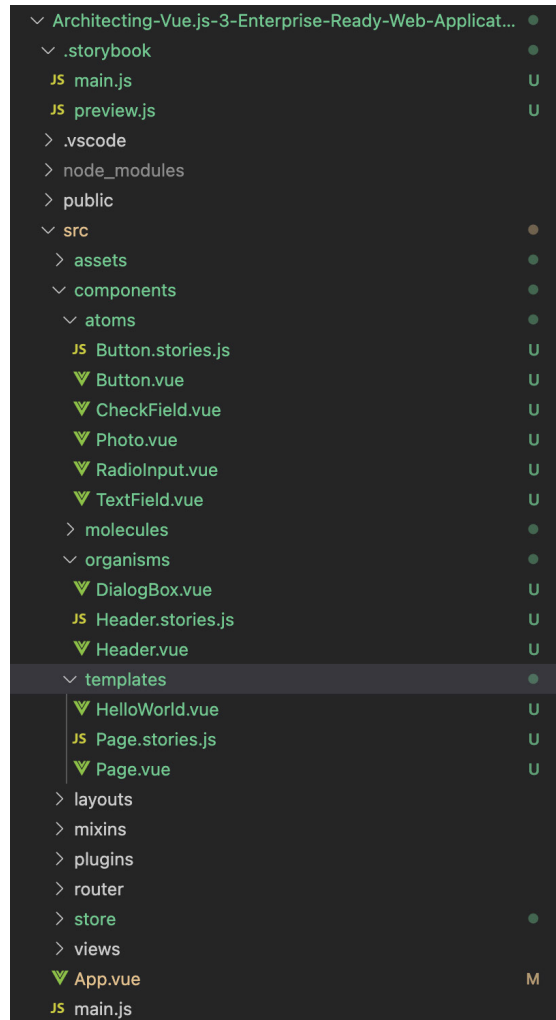 Architecting-Vue.js-3-Enterprise-Ready-Web-Applicat...
.storybook
JS main.js U
JS preview.js U
.vscode
node_modules
public
src
assets
components
atoms
JS Button.stories.js U
Button.vue U
CheckField.vue U
Photo.vue U
RadioInput.vue U
TextField.vue U
molecules
organisms
DialogBox.vue U
JS Header.stories.js U
Header.vue U
templates
HelloWorld.vue U
JS Page.stories.js U
Page.vue U
layouts
mixins
plugins
router
store
views
App.vue M
JS main.js